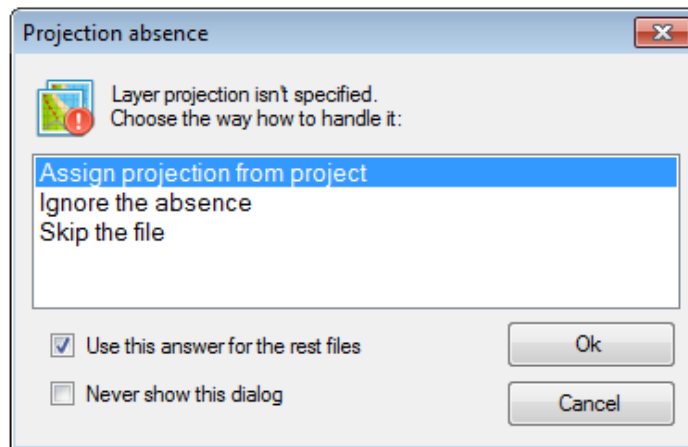 Projection absence
Layer projection isn't specified.
Choose the way how to handle it:
Assign projection from project
Ignore the absence
Skip the file
Use this answer for the rest files
Ok
Never show this dialog
Cancel